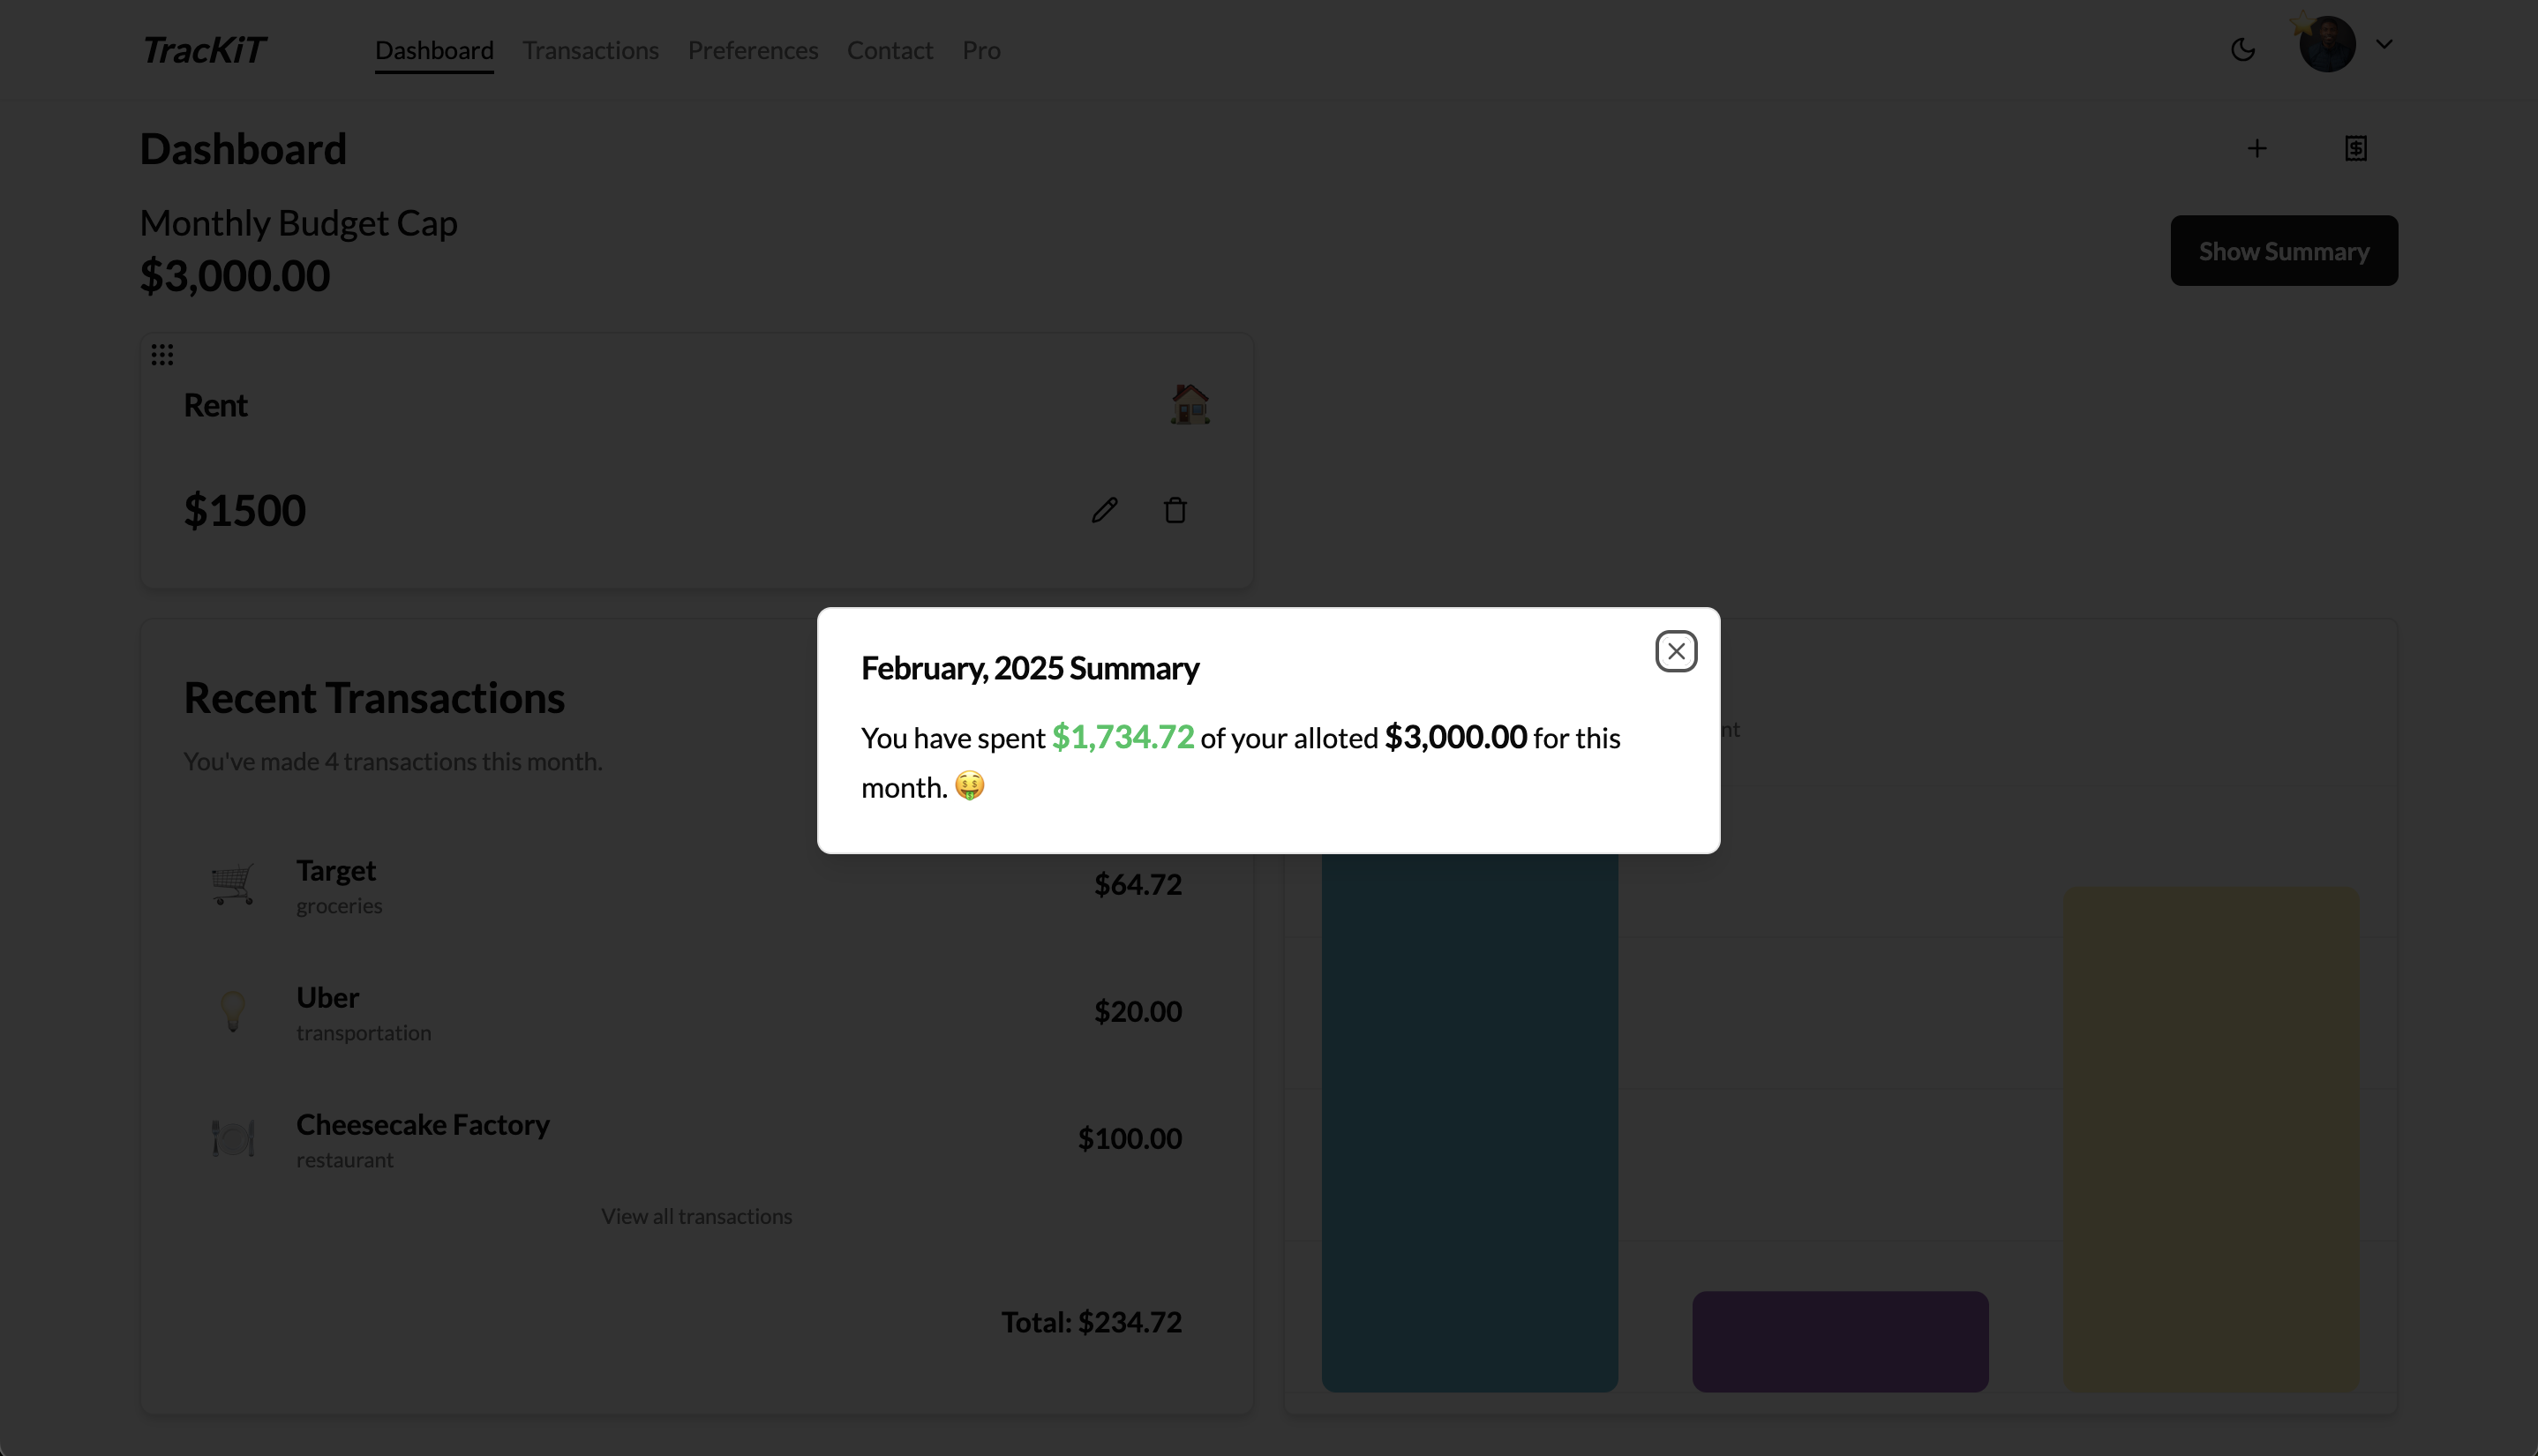 TracKiT
Dashboard Transactions Preferences Contact Pro
Dashboard
Monthly Budget Cap
$3,000.00
Show Summary
Rent
$1500
February, 2025 Summary
You have spent $1,734.72 of your alloted $3,000.00 for this
month.
Recent Transactions
You've made 4 transactions this month.
Target
groceries
$64.72
Uber
transportation
$20.00
Cheesecake Factory
restaurant
$100.00
View all transactions
Total: $234.72